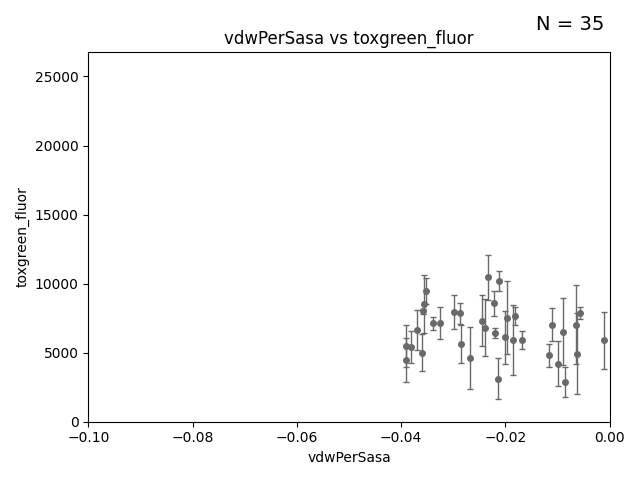 N = 35
vdwPerSasa vs toxgreen_fluor
25000
20000
15000
10000
5000
0
toxgreen_fluor
−0.10 −0.08 −0.06 −0.04 −0.02 0.00
vdwPerSasa